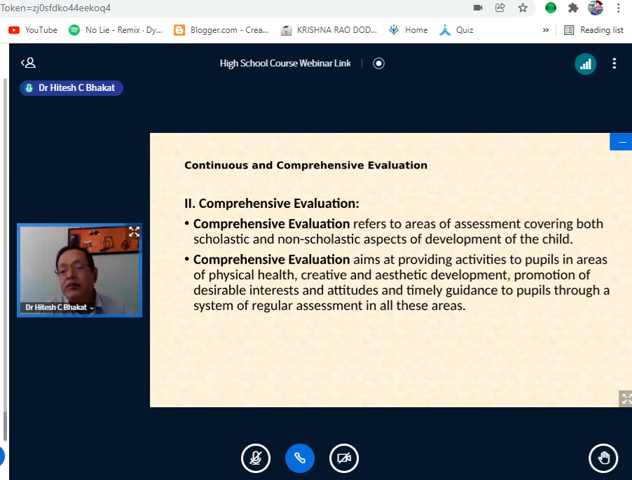 Token=zj0sfdko44eekoq4
YouTube
No Lie - Remix · Dy...
Blogger.com - Crea...
KRISHNA RAO DOD...
Home
Quiz
»
Reading list
High School Course Webinar Link
Dr Hitesh C Bhakat
Continuous and Comprehensive Evaluation
II. Comprehensive Evaluation:
• Comprehensive Evaluation refers to areas of assessment covering both
scholastic and non-scholastic aspects of development of the child.
• Comprehensive Evaluation aims at providing activities to pupils in areas
of physical health, creative and aesthetic development, promotion of
desirable interests and attitudes and timely guidance to pupils through a
system of regular assessment in all these areas.
Dr Hitesh C Bhakat